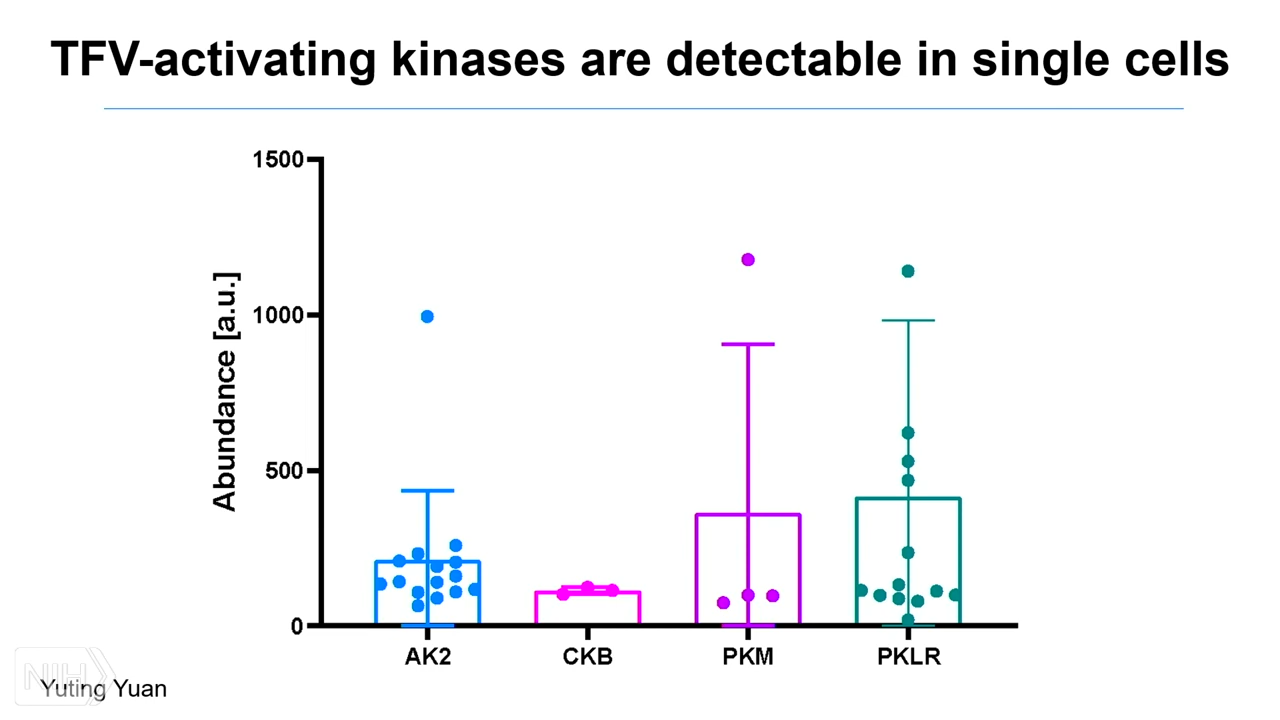 TFV-activating kinases are detectable in single cells
1500
1000
500
0
Abundance [a.u.]
AK2 CKB PKM PKLR
NIH
Yuting Yuan